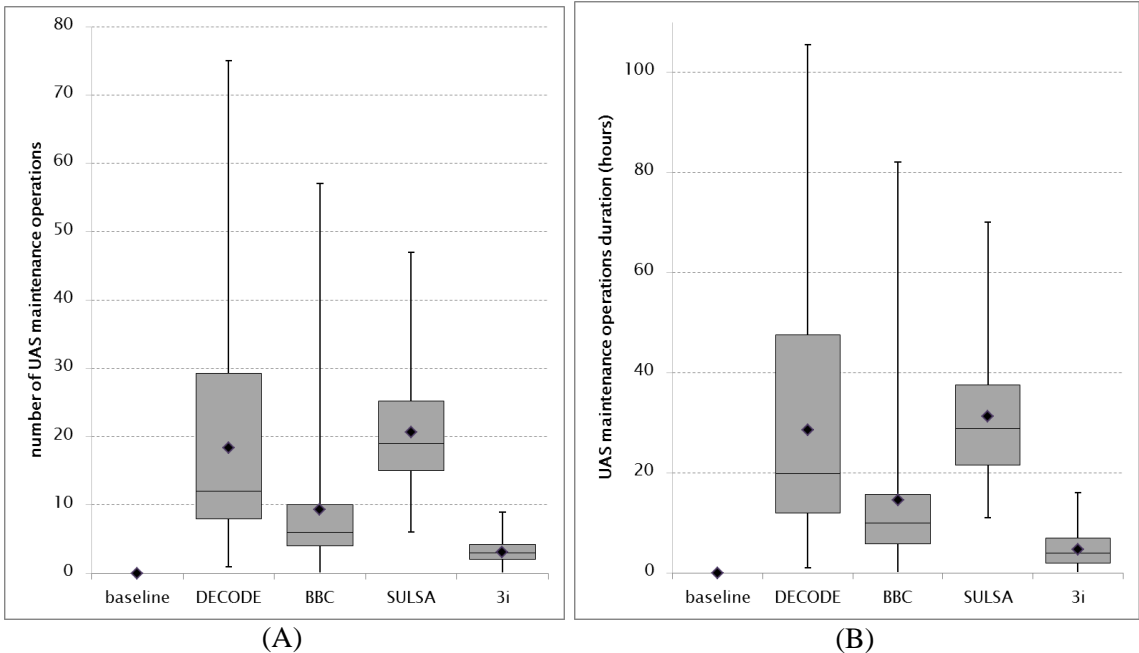 number of UAS maintenance operations
80
70
60
50
40
30
20
10
0
baseline DECODE BBC SULSA 3i
(A)
UAS maintenance operations duration (hours)
100
80
60
40
20
0
baseline DECODE BBC SULSA 3i
(B)